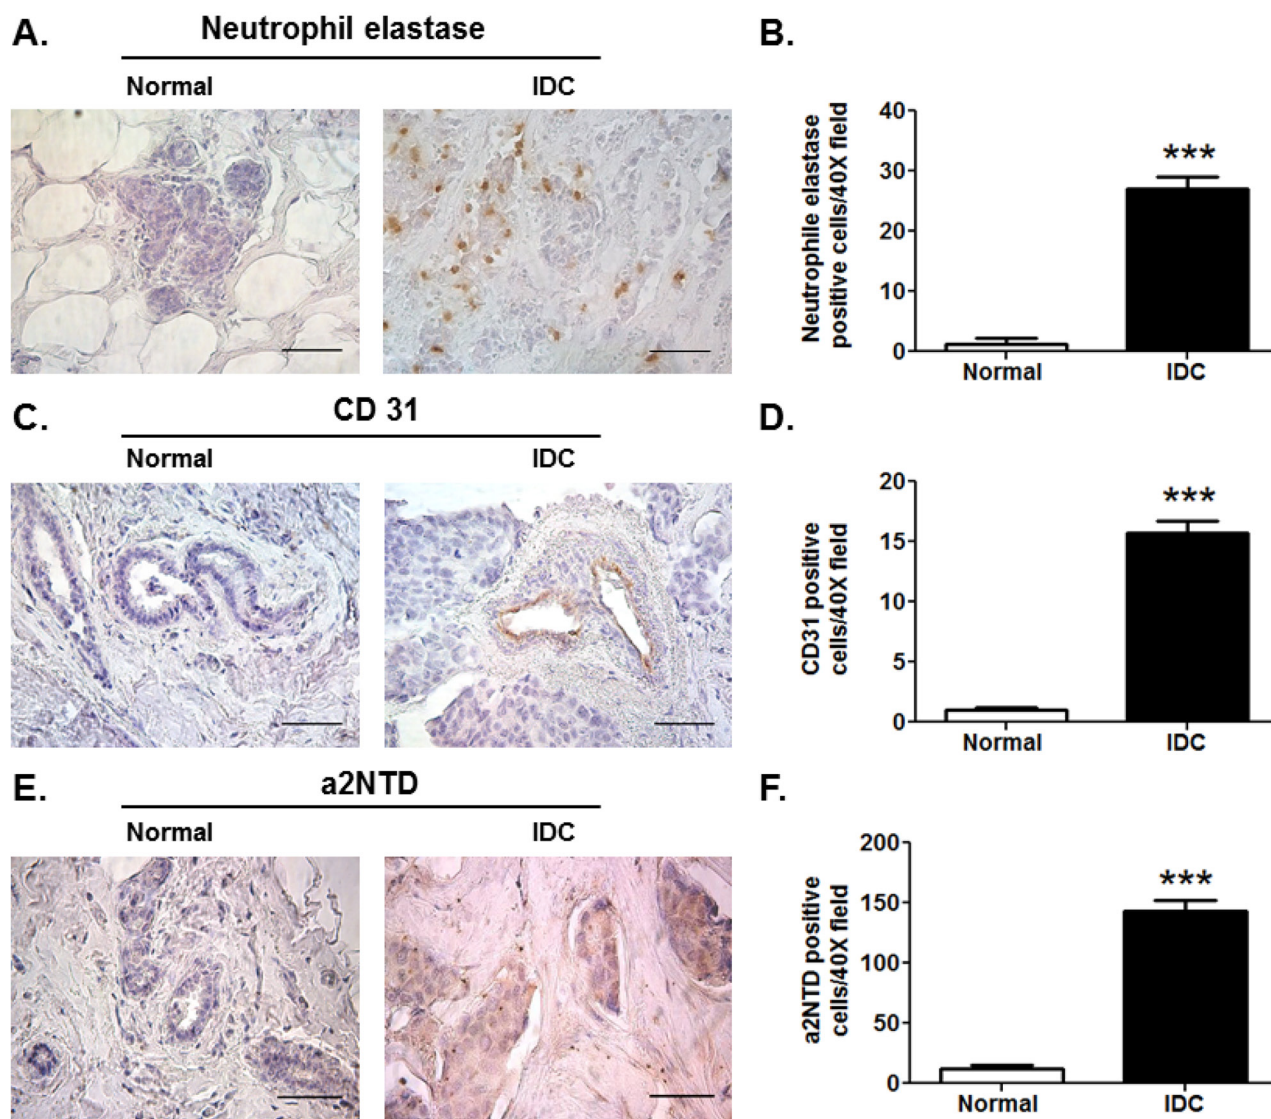 A.
Neutrophil elastase
Normal
IDC
B.
Neutrophile elastase
positive cells/40X field
40
30
20
10
0
***
Normal
IDC
C.
CD 31
Normal
IDC
D.
CD31 positive
cells/40X field
20
15
10
5
0
***
Normal
IDC
E.
a2NTD
Normal
IDC
F.
a2NTD positive
cells/40X field
200
150
100
50
0
***
Normal
IDC